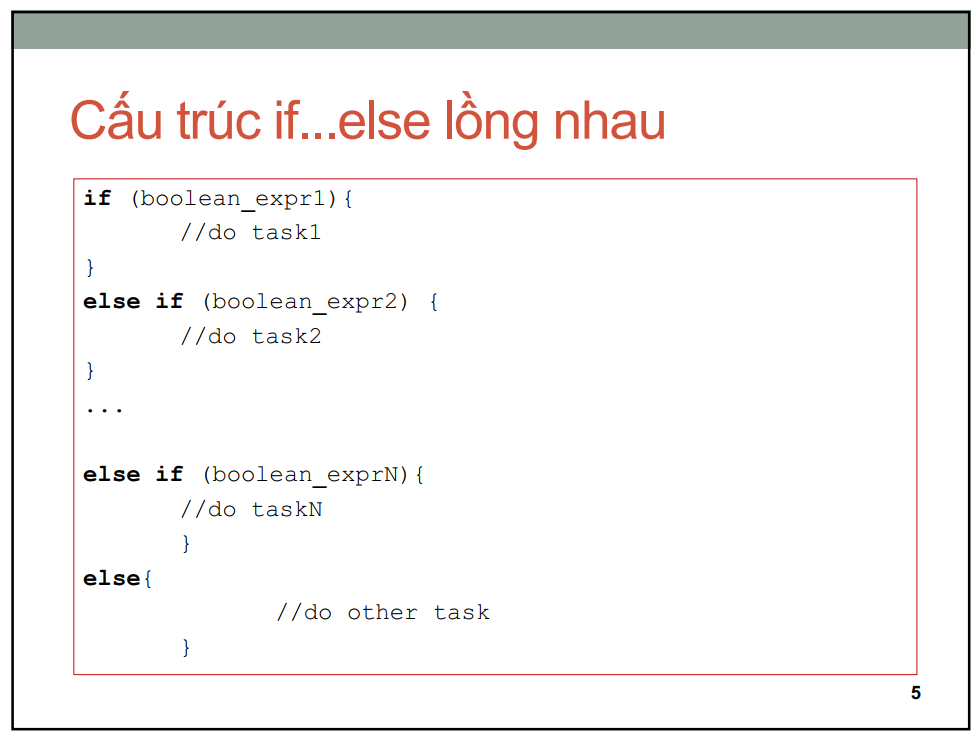 Cấu trúc if...else lồng nhau
if (boolean_expr1){
//do task1
}
else if (boolean_expr2) {
//do task2
}
...
else if (boolean_exprN){
//do taskN
}
else{
//do other task
}
5